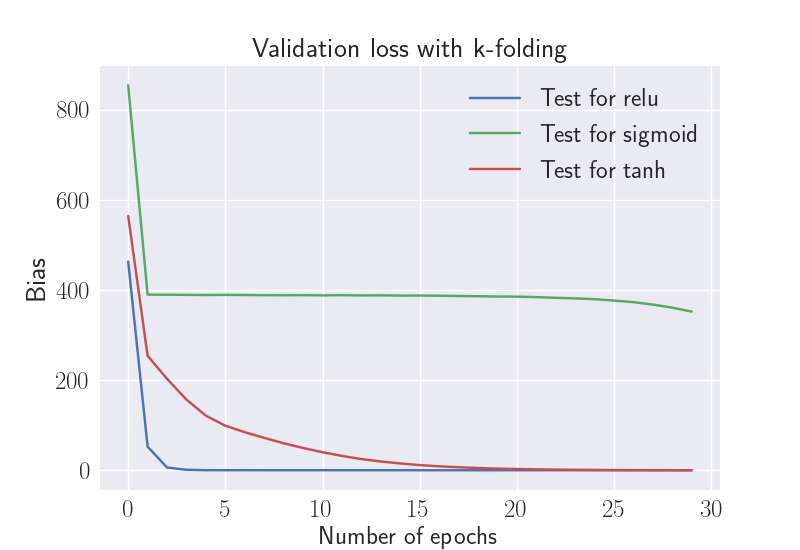 Validation loss with k-folding
Test for relu
Test for sigmoid
Test for tanh
800
600
400
200
0
Bias
0 5 10 15 20 25 30
Number of epochs